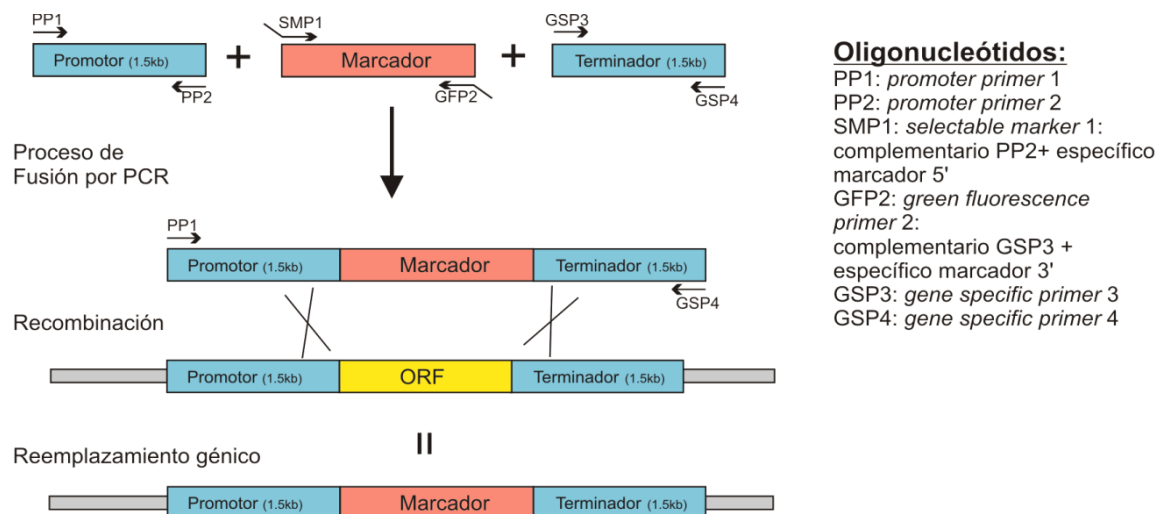 PP1
SMP1
GSP3
Promotor (1.5kb)
+
Marcador
+
Terminador (1.5kb)
PP2
GFP2
GSP4
Proceso de
Fusión por PCR
PP1
Promotor (1.5kb)
Marcador
Terminador (1.5kb)
GSP4
Recombinación
Promotor (1.5kb)
ORF
Terminador (1.5kb)
=
Reemplazamiento génico
Promotor (1.5kb)
Marcador
Terminador (1.5kb)
Oligonucleótidos:
PP1: promoter primer 1
PP2: promoter primer 2
SMP1: selectable marker 1:
complementario PP2+ específico
marcador 5'
GFP2: green fluorescence
primer 2:
complementario GSP3 +
específico marcador 3'
GSP3: gene specific primer 3
GSP4: gene specific primer 4